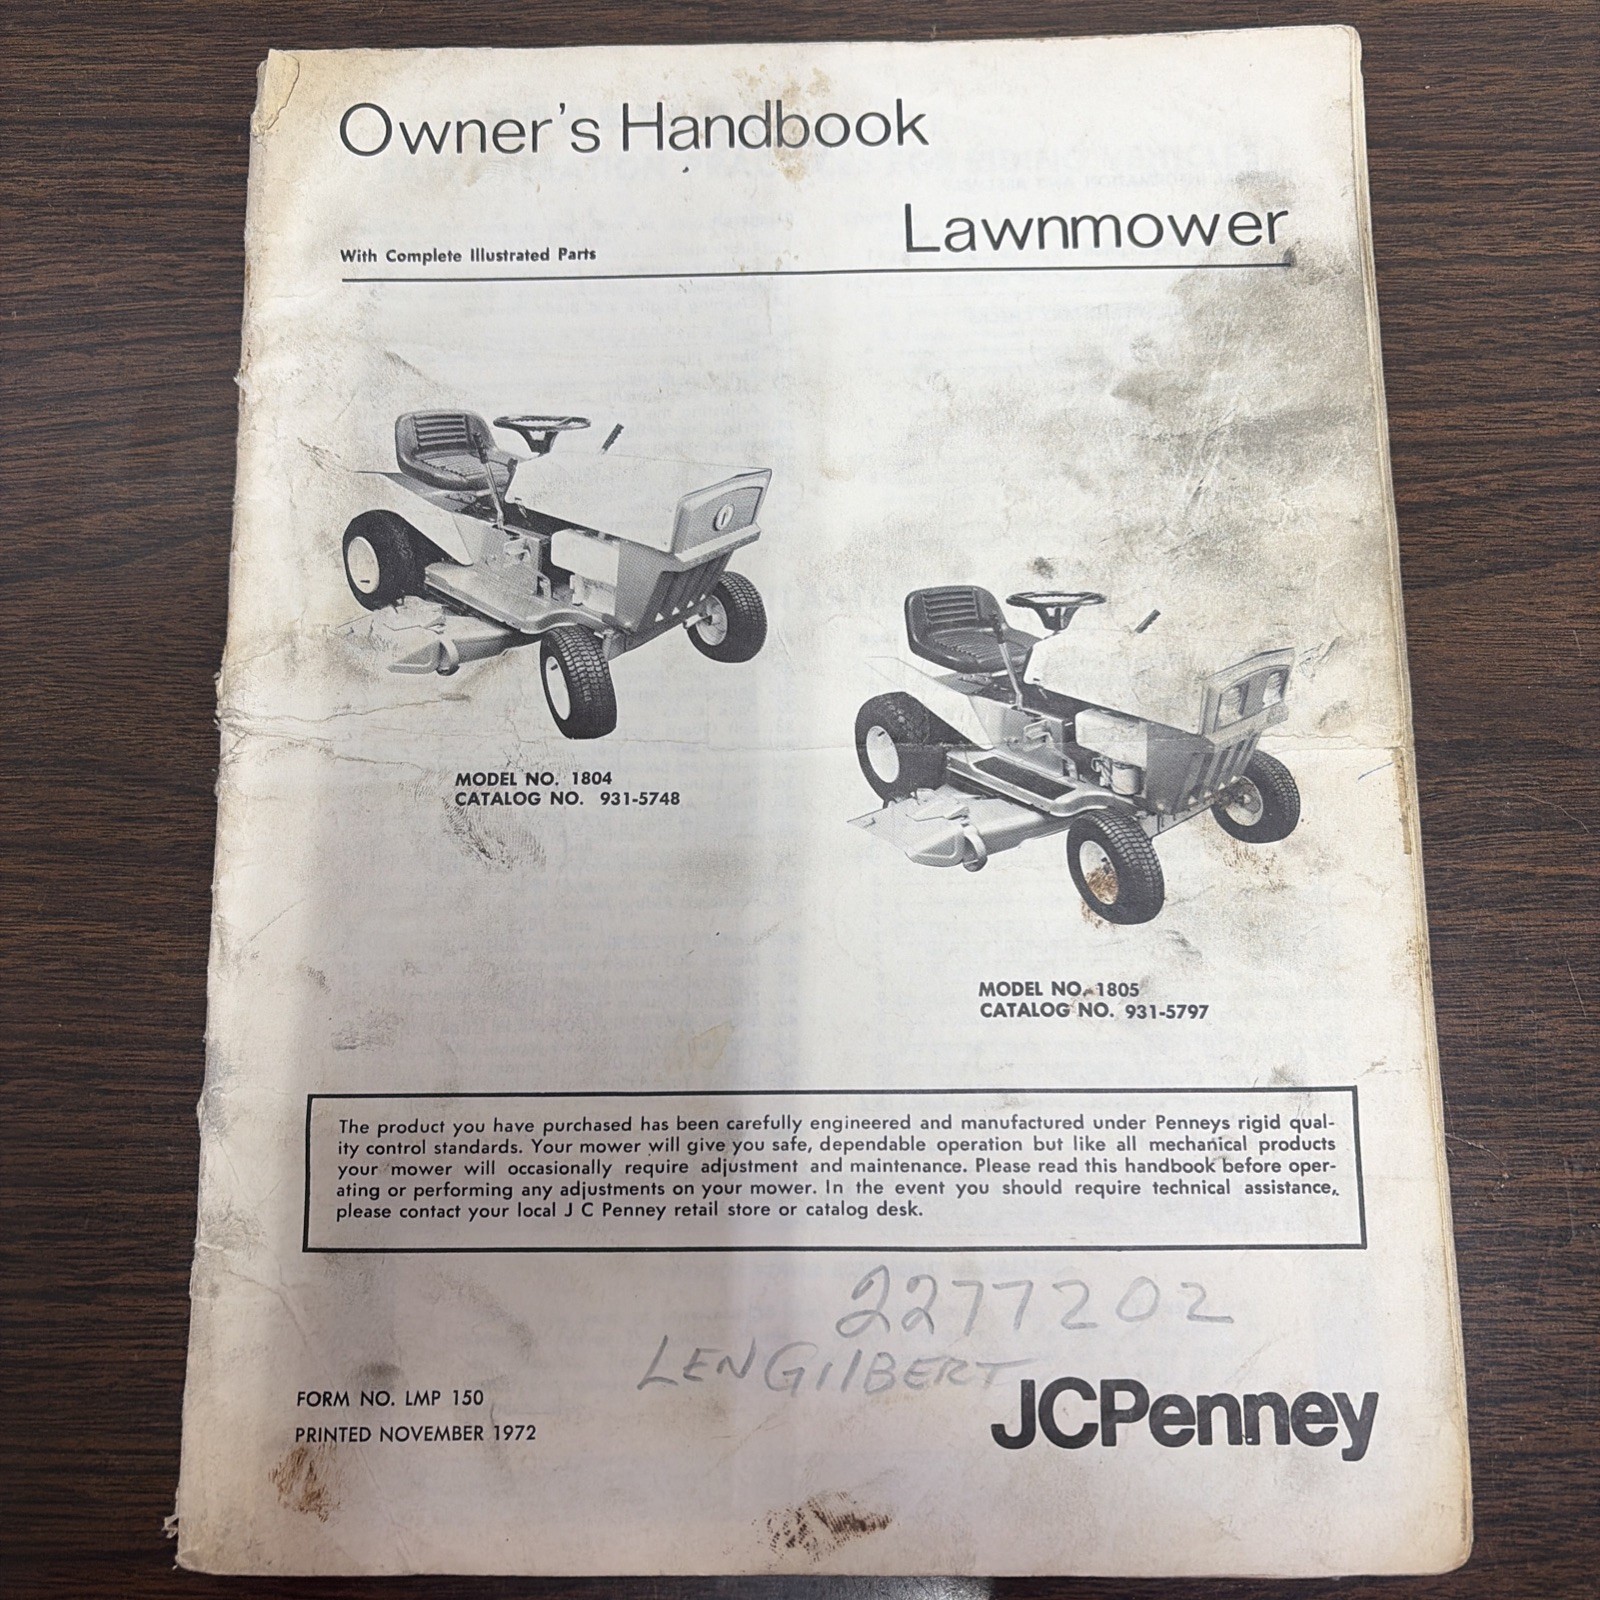 Owner's Handbook
Lawnmower
With Complete Illustrated Parts
MODEL NO. 1804
CATALOG NO. 931-5748
MODEL NO. 1805
CATALOG NO. 931-5797
The product you have purchased has been carefully engineered and manufactured under Penneys rigid qual-
ity control standards. Your mower will give you safe, dependable operation but like all mechanical products
your mower will occasionally require adjustment and maintenance. Please read this handbook before oper-
ating or performing any adjustments on your mower. In the event you should require technical assistance,
please contact your local J C Penney retail store or catalog desk.
2277202
LEN GilBERT
FORM NO. LMP 150
PRINTED NOVEMBER 1972
JCPenney